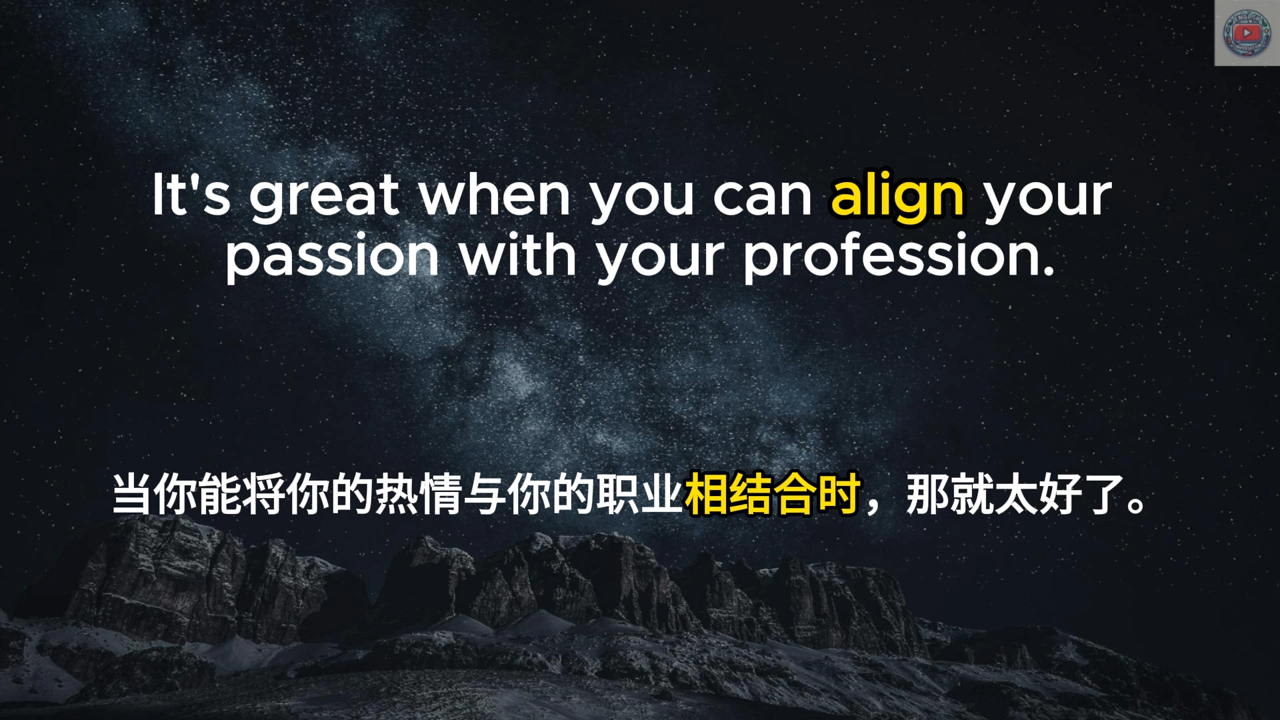 It's great when you can align your
passion with your profession.
当你能将你的热情与你的职业相结合时，那就太好了。